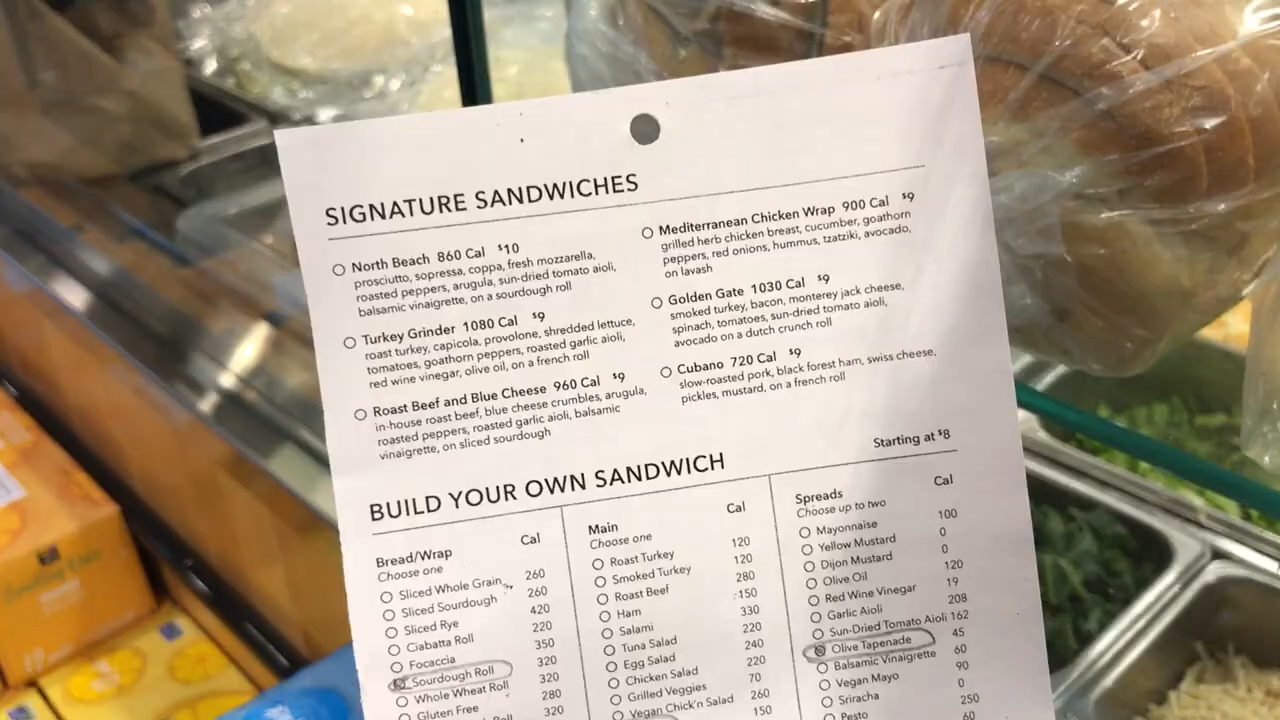 SIGNATURE SANDWICHES
North Beach 860 Cal $10
prosciutto, sopressa, coppa, fresh mozzarella,
roasted peppers, arugula, sun-dried tomato aioli,
balsamic vinaigrette, on a sourdough roll
Turkey Grinder 1080 Cal $9
roast turkey, capicola, provolone, shredded lettuce,
tomatoes, goathorn peppers, roasted garlic aioli,
red wine vinegar, olive oil, on a french roll
Roast Beef and Blue Cheese 960 Cal $9
in-house roast beef, blue cheese crumbles, arugula,
roasted peppers, roasted garlic aioli, balsamic
vinaigrette, on sliced sourdough
Mediterranean Chicken Wrap 900 Cal $9
grilled herb chicken breast, cucumber, goathorn
peppers, red onions, hummus, tzatziki, avocado,
on lavash
Golden Gate 1030 Cal $9
smoked turkey, bacon, monterey jack cheese,
spinach, tomatoes, sun-dried tomato aioli,
avocado on a dutch crunch roll
Cubano 720 Cal $9
slow-roasted pork, black forest ham, swiss cheese,
pickles, mustard, on a french roll
BUILD YOUR OWN SANDWICH
Starting at $8
Bread/Wrap Cal
Choose one
Sliced Whole Grain 260
Sliced Sourdough 260
Sliced Rye 420
Ciabatta Roll 220
Focaccia 350
Sourdough Roll 320
Whole Wheat Roll 320
Gluten Free 280
Roll 320
Main Cal
Choose one
Roast Turkey 120
Smoked Turkey 120
Roast Beef 280
Ham 150
Salami 330
Tuna Salad 220
Egg Salad 240
Chicken Salad 220
Grilled Veggies 70
Vegan Chick'n Salad 260
150
Spreads Cal
Choose up to two
Mayonnaise 100
Yellow Mustard 0
Dijon Mustard 0
Olive Oil 120
Red Wine Vinegar 19
Garlic Aioli 208
Sun-Dried Tomato Aioli 162
Olive Tapenade 45
Balsamic Vinaigrette 60
Vegan Mayo 90
Sriracha 0
Pesto 250
60